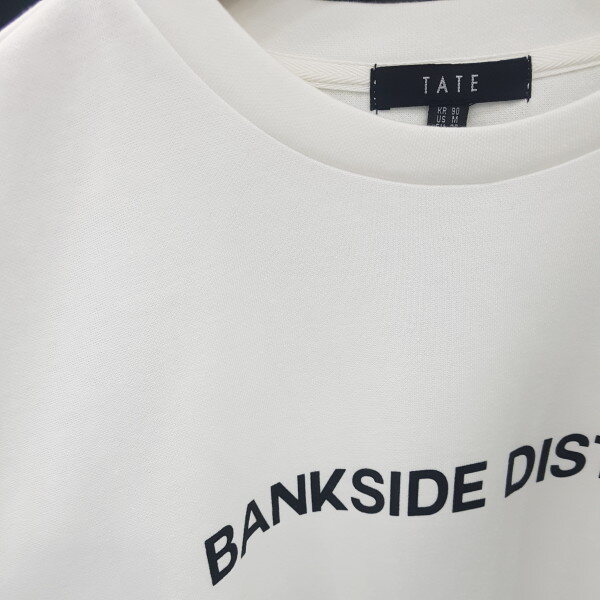 TATE
KR 90
US M
BANKSIDE DIST